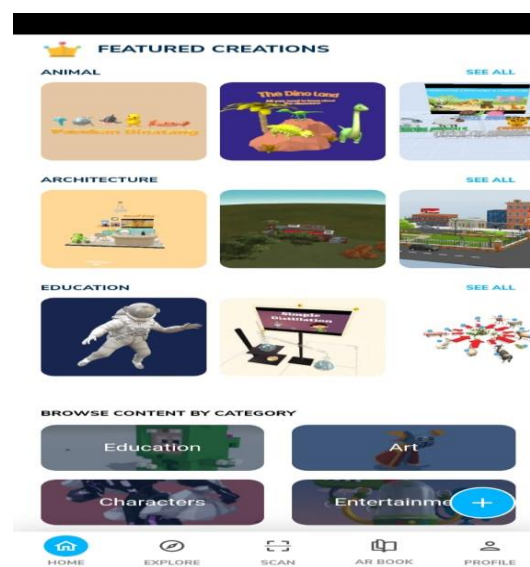 FEATURED CREATIONS
ANIMAL SEE ALL
The Dino Land
ARCHITECTURE SEE ALL
EDUCATION SEE ALL
Simple
Distillation
BROWSE CONTENT BY CATEGORY
Education Art
Characters Entertainme
+
HOME EXPLORE SCAN AR BOOK PROFILE